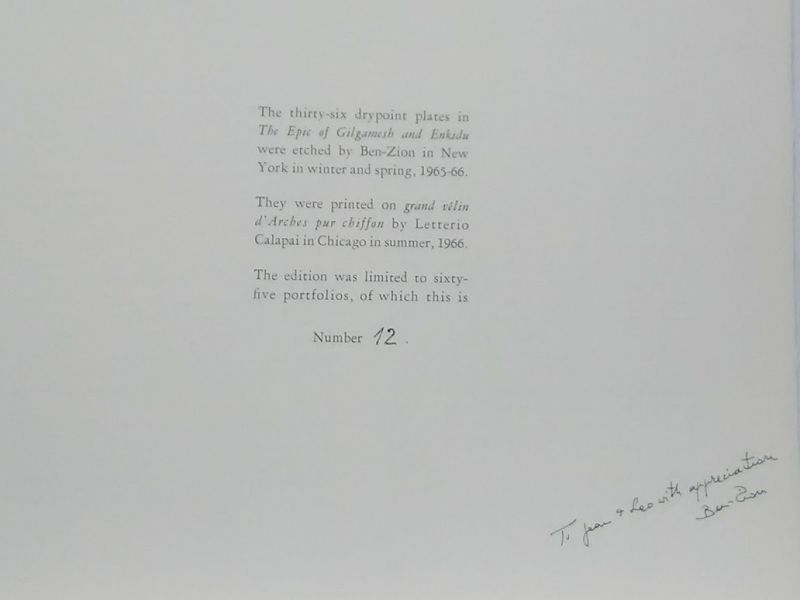 The thirty-six drypoint plates in
The Epic of Gilgamesh and Enkidu
were etched by Ben-Zion in New
York in winter and spring, 1965-66.
They were printed on grand vélin
d'Arches pur chiffon by Letterio
Calapai in Chicago in summer, 1966.
The edition was limited to sixty-
five portfolios, of which this is
Number 12.
To Jean & Leo with appreciation
Ben-Zion